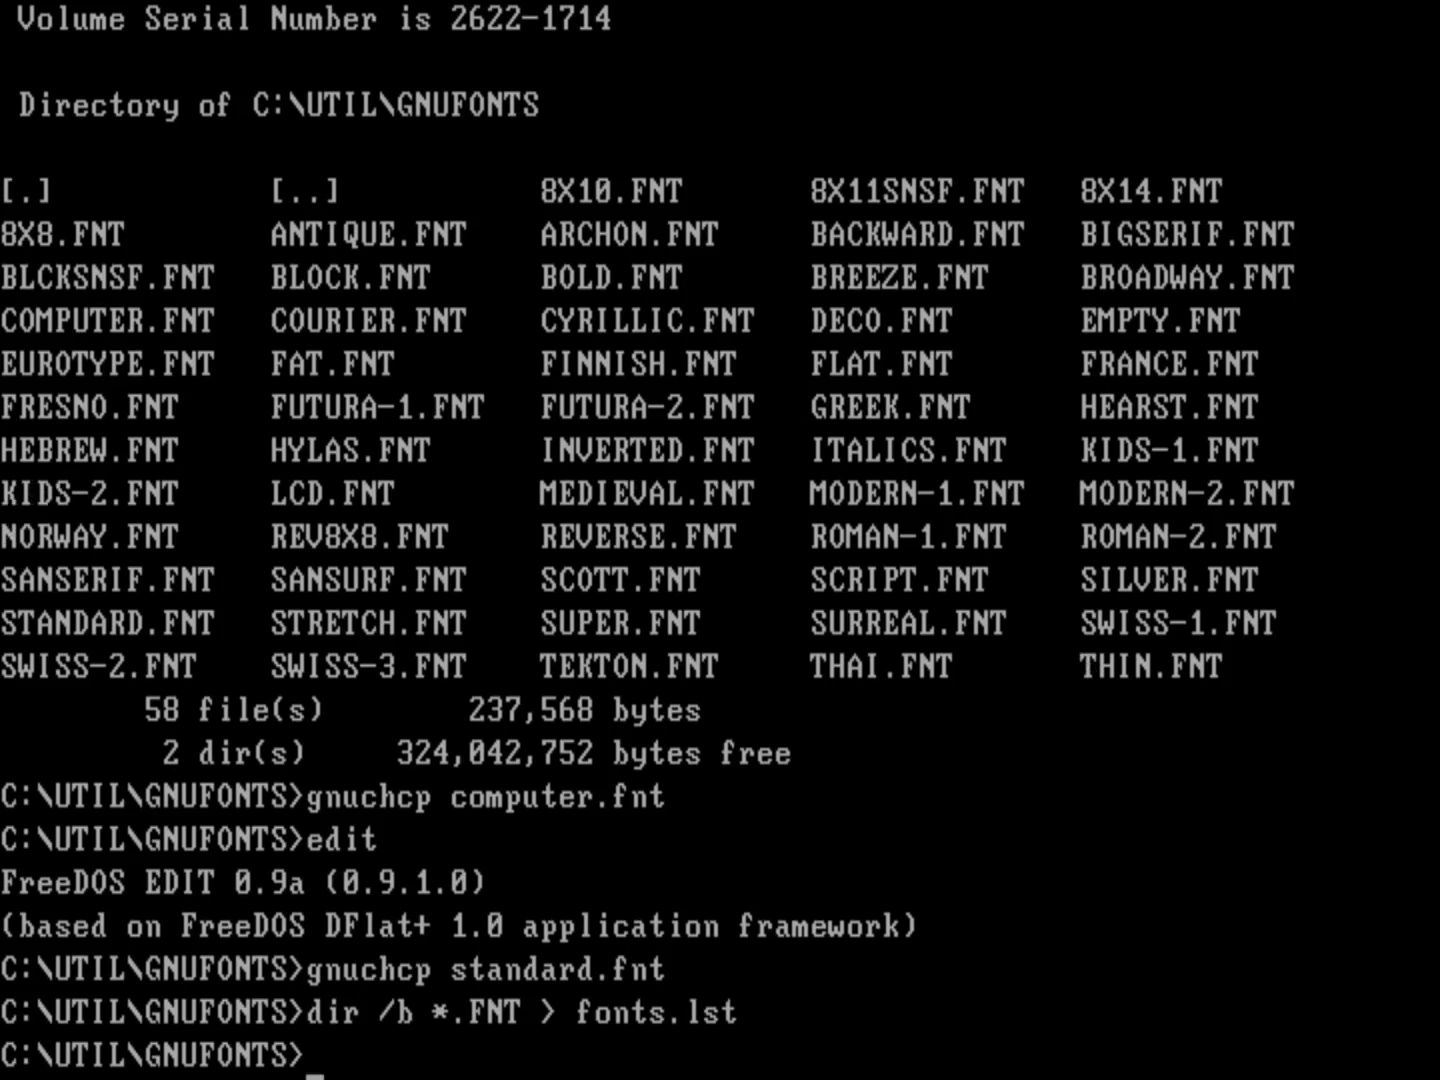 Volume Serial Number is 2622-1714
Directory of C:\UTIL\GNUFONTS
[.] [..] 8X10.FNT 8X11SNSF.FNT 8X14.FNT
8X8.FNT ANTIQUE.FNT ARCHON.FNT BACKWARD.FNT BIGSERIF.FNT
BLCKSNSF.FNT BLOCK.FNT BOLD.FNT BREEZE.FNT BROADWAY.FNT
COMPUTER.FNT COURIER.FNT CYRILLIC.FNT DECO.FNT EMPTY.FNT
EUROTYPE.FNT FAT.FNT FINNISH.FNT FLAT.FNT FRANCE.FNT
FRESNO.FNT FUTURA-1.FNT FUTURA-2.FNT GREEK.FNT HEARST.FNT
HEBREW.FNT HYLAS.FNT INVERTED.FNT ITALICS.FNT KIDS-1.FNT
KIDS-2.FNT LCD.FNT MEDIEVAL.FNT MODERN-1.FNT MODERN-2.FNT
NORWAY.FNT REV8X8.FNT REVERSE.FNT ROMAN-1.FNT ROMAN-2.FNT
SANSERIF.FNT SANSURF.FNT SCOTT.FNT SCRIPT.FNT SILVER.FNT
STANDARD.FNT STRETCH.FNT SUPER.FNT SURREAL.FNT SWISS-1.FNT
SWISS-2.FNT SWISS-3.FNT TEKTON.FNT THAI.FNT THIN.FNT
58 file(s) 237,568 bytes
2 dir(s) 324,042,752 bytes free
C:\UTIL\GNUFONTS>gnuchcp computer.fnt
C:\UTIL\GNUFONTS>edit
FreeDOS EDIT 0.9a (0.9.1.0)
(based on FreeDOS DFlat+ 1.0 application framework)
C:\UTIL\GNUFONTS>gnuchcp standard.fnt
C:\UTIL\GNUFONTS>dir /b *.FNT > fonts.lst
C:\UTIL\GNUFONTS>